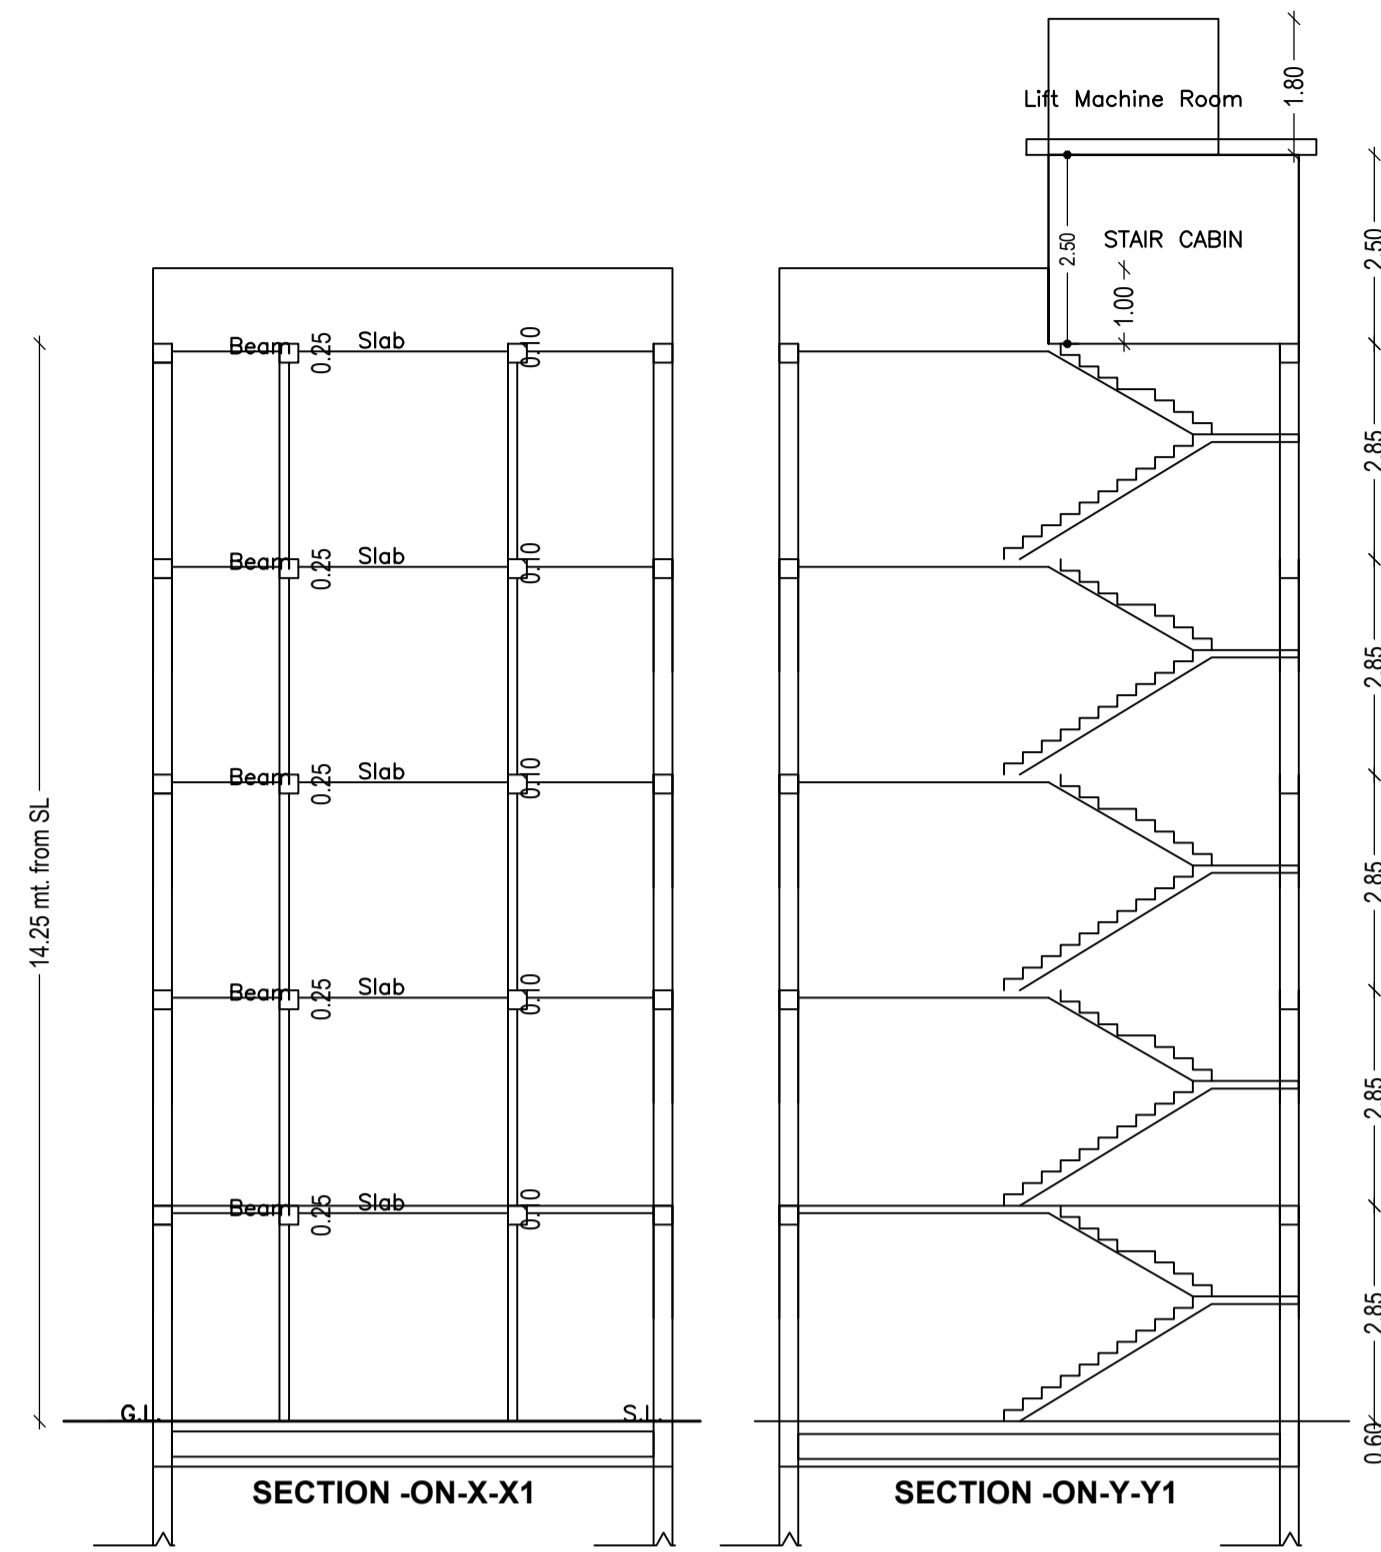 1.80
Lift Machine Room
2.50
STAIR CABIN
2.50
1.00
Beam 0.25 Slab 0.10
2.85
Beam 0.25 Slab 0.10
2.85
Beam 0.25 Slab 0.10
2.85
14.25 mt. from SL
Beam 0.25 Slab 0.10
2.85
Beam 0.25 Slab 0.10
2.85
G.L. S.L.
0.60
SECTION -ON-X-X1
SECTION -ON-Y-Y1